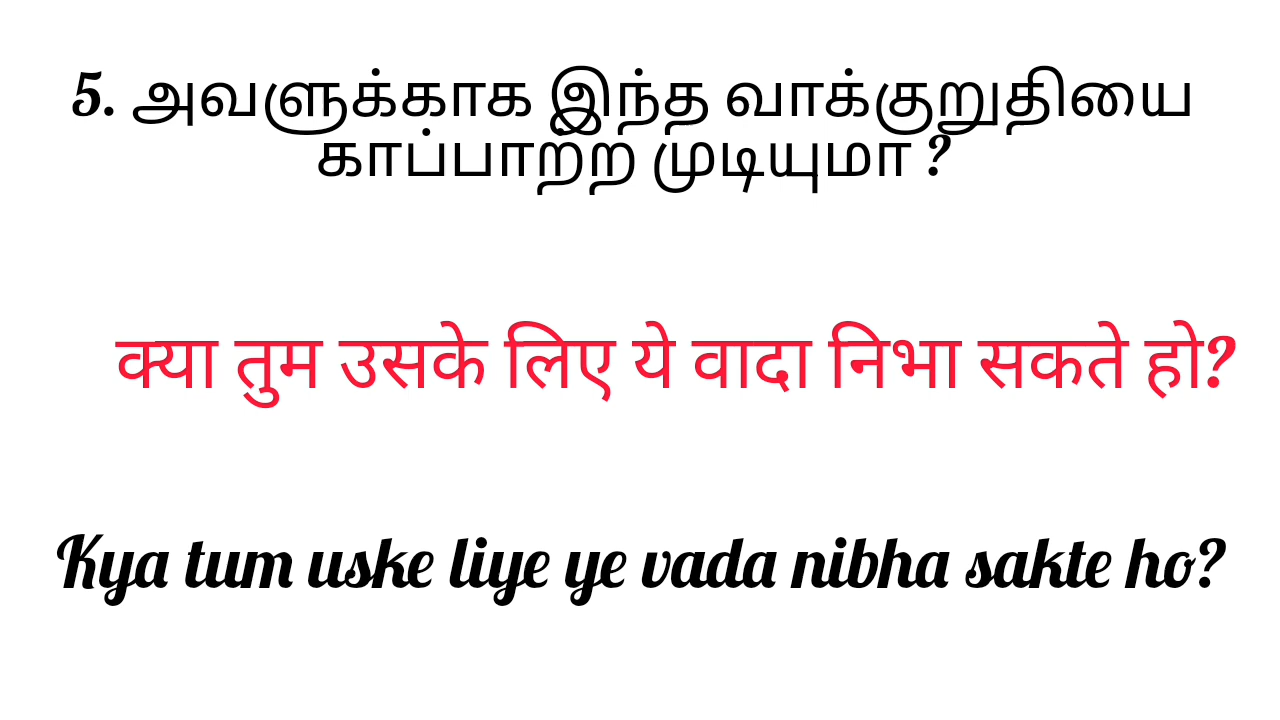 5. அவளுக்காக இந்த வாக்குறுதியை
காப்பாற்ற முடியுமா ?
क्या तुम उसके लिए ये वादा निभा सकते हो?
Kya tum uske liye ye vada nibha sakte ho?